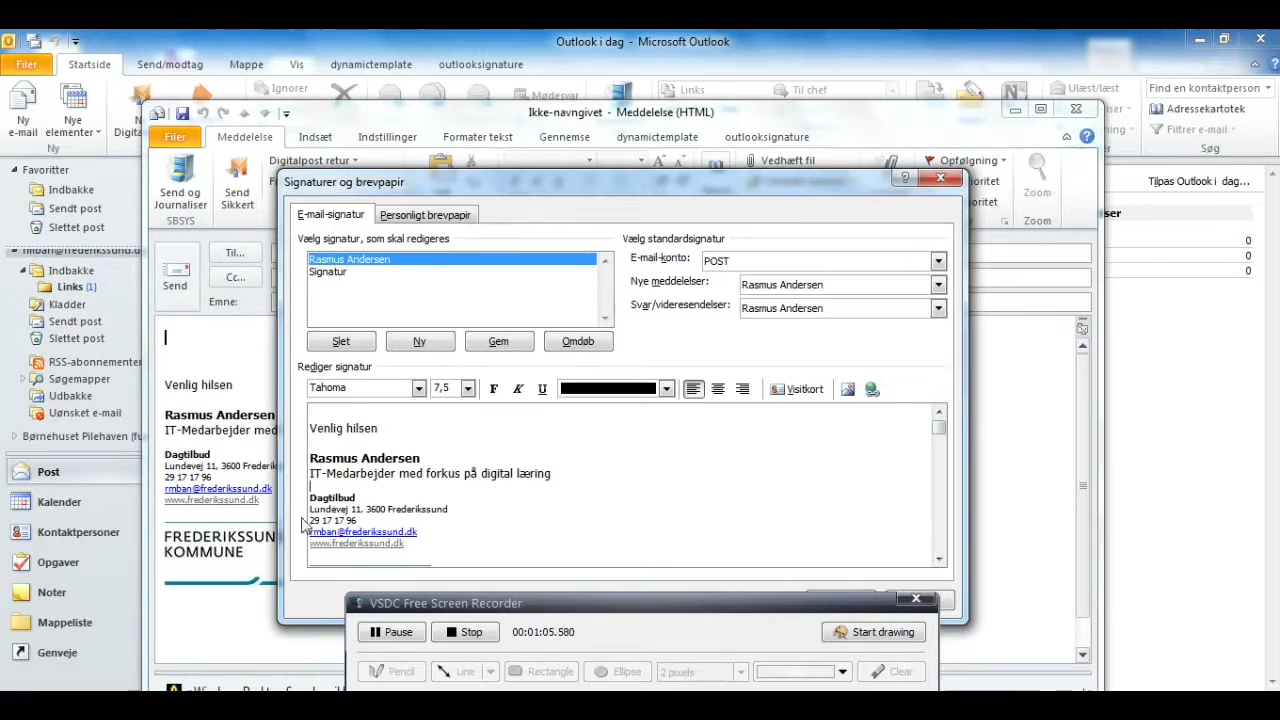 Outlook i dag - Microsoft Outlook
Filer
Startside
Send/modtag
Mappe
Vis
dynamictemplate
outlooksignature
Ny
e-mail
Nye
elementer
Ny
Ignorer
Mødesvar
Links
Til chef
Ulæst/læst
Find en kontaktperson
Adressekartotek
Filtrer e-mail
Søg
Favoritter
Indbakke
Sendt post
Slettet post
Indbakke
Links (1)
Kladder
Sendt post
Slettet post
RSS-abonnementer
Søgemapper
Udbakke
Uønsket e-mail
Børnehuset Pilehaven (fu
Post
Kalender
Kontaktpersoner
Opgaver
Noter
Mappeliste
Genveje
Tilpas Outlook i dag...
0
0
0
Ikke-navngivet - Meddelelse (HTML)
Filer
Meddelelse
Indsæt
Indstillinger
Formater tekst
Gennemse
dynamictemplate
outlooksignature
Send og
Journaliser
SBSYS
Send
Sikkert
Digitalpost retur
Vedhæft fil
Opfølgning
Zoom
Zoom
Send
Til...
Cc...
Emne:
Venlig hilsen
Rasmus Andersen
IT-Medarbejder med
Dagtilbud
Lundevej 11, 3600 Frederik
29 17 17 96
rmban@frederikssund.dk
www.frederikssund.dk
FREDERIKSSUN
KOMMUNE
Signaturer og brevpapir
E-mail-signatur
Personligt brevpapir
Vælg signatur, som skal redigeres
Rasmus Andersen
Signatur
Slet
Ny
Gem
Omdøb
Vælg standardsignatur
E-mail-konto:
POST
Nye meddelelser:
Rasmus Andersen
Svar/videresendelser:
Rasmus Andersen
Rediger signatur
Tahoma
7,5
F
K
U
Visitkort
Venlig hilsen
Rasmus Andersen
IT-Medarbejder med forkus på digital læring
Dagtilbud
Lundevej 11, 3600 Frederikssund
29 17 17 96
rmban@frederikssund.dk
www.frederikssund.dk
VSDC Free Screen Recorder
Pause
Stop
00:01:05.580
Start drawing
Pencil
Line
Rectangle
Ellipse
2 pixels
Clear